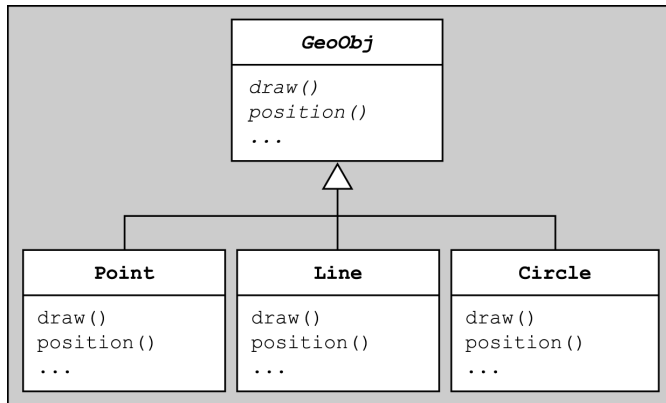 GeoObj
draw()
position()
...
Point
draw()
position()
...
Line
draw()
position()
...
Circle
draw()
position()
...